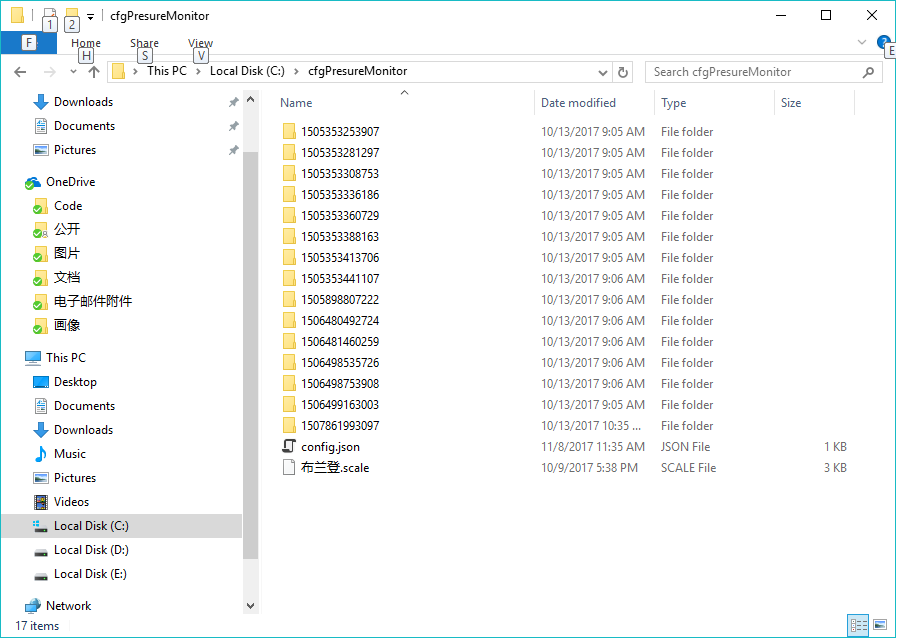 cfgPresureMonitor
1 2
F Home Share View
H S V E
This PC Local Disk (C:) cfgPresureMonitor Search cfgPresureMonitor
Downloads
Documents
Pictures
OneDrive
Code
公开
图片
文档
电子邮件附件
画像
This PC
Desktop
Documents
Downloads
Music
Pictures
Videos
Local Disk (C:)
Local Disk (D:)
Local Disk (E:)
Network
Name Date modified Type Size
1505353253907 10/13/2017 9:05 AM File folder
1505353281297 10/13/2017 9:05 AM File folder
1505353308753 10/13/2017 9:05 AM File folder
1505353336186 10/13/2017 9:05 AM File folder
1505353360729 10/13/2017 9:05 AM File folder
1505353388163 10/13/2017 9:05 AM File folder
1505353413706 10/13/2017 9:05 AM File folder
1505353441107 10/13/2017 9:06 AM File folder
1505898807222 10/13/2017 9:06 AM File folder
1506480492724 10/13/2017 9:06 AM File folder
1506481460259 10/13/2017 9:06 AM File folder
1506498535726 10/13/2017 9:06 AM File folder
1506498753908 10/13/2017 9:06 AM File folder
1506499163003 10/13/2017 9:05 AM File folder
1507861993097 10/13/2017 10:35 ... File folder
config.json 11/8/2017 11:35 AM JSON File 1 KB
布兰登.scale 10/9/2017 5:38 PM SCALE File 3 KB
17 items